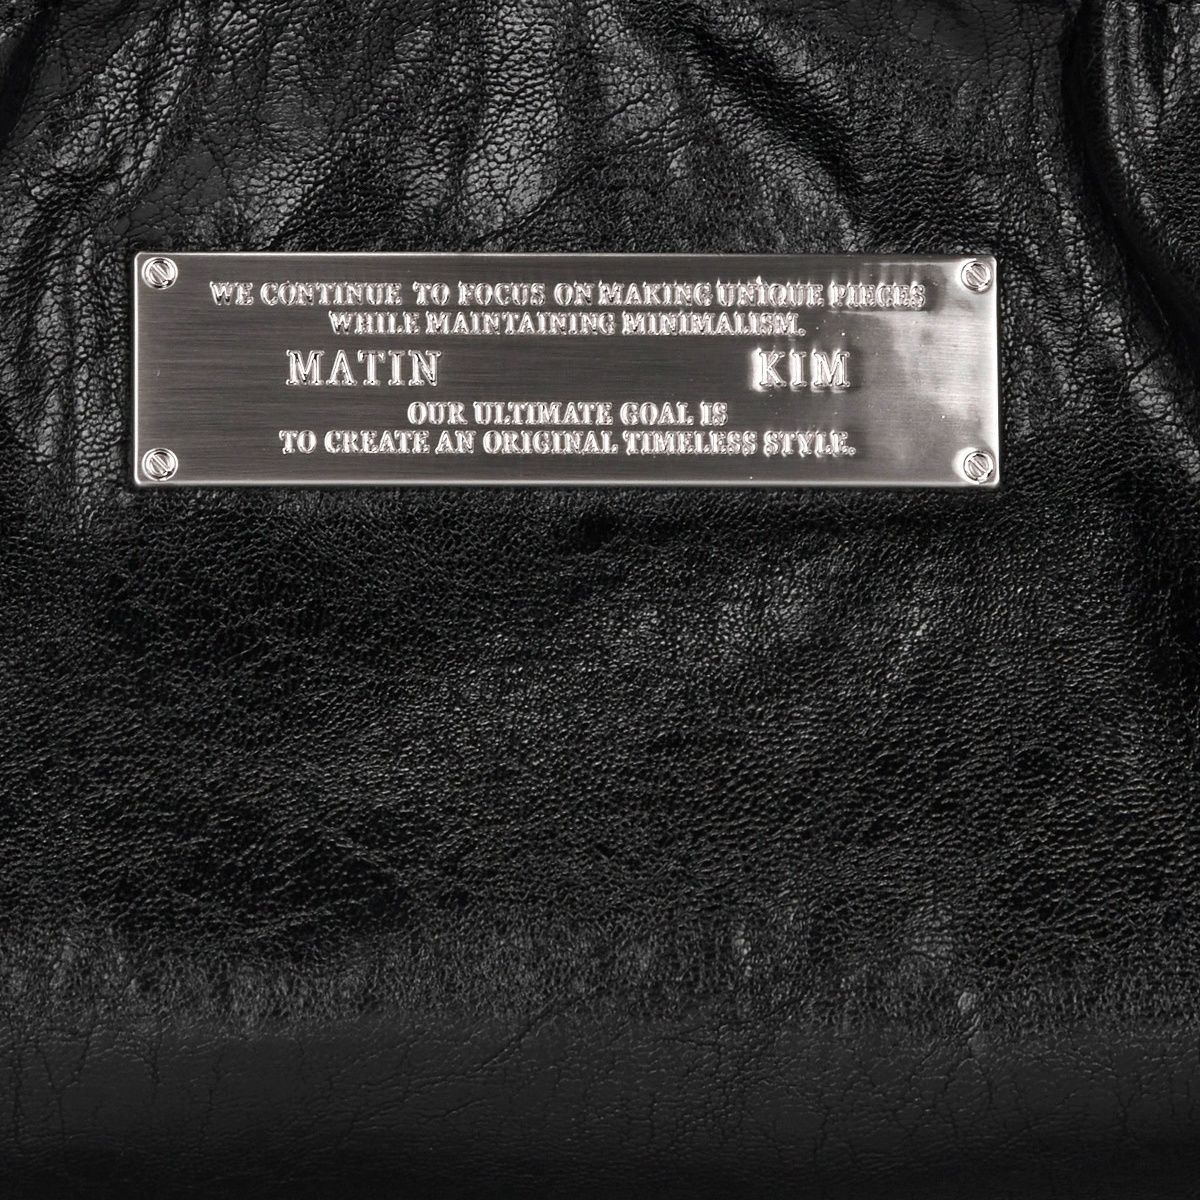 WE CONTINUE TO FOCUS ON MAKING UNIQUE PIECES
WHILE MAINTAINING MINIMALISM.
MATIN KIM
OUR ULTIMATE GOAL IS
TO CREATE AN ORIGINAL TIMELESS STYLE.